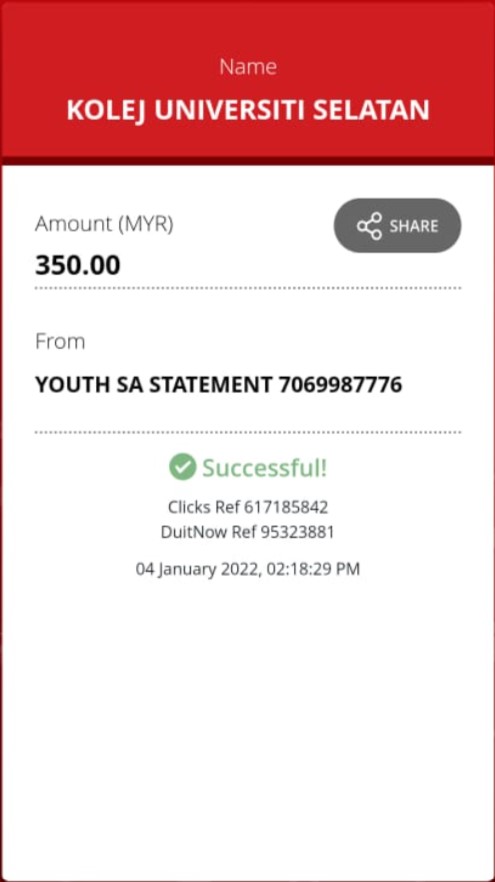 Name
KOLEJ UNIVERSITI SELATAN
Amount (MYR)
SHARE
350.00
From
YOUTH SA STATEMENT 7069987776
Successful!
Clicks Ref 617185842
DuitNow Ref 95323881
04 January 2022, 02:18:29 PM